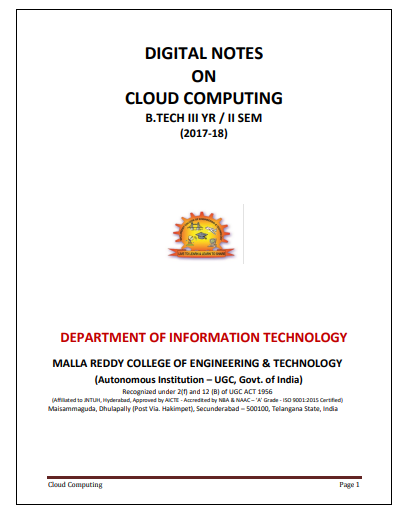 DIGITAL NOTES
ON
CLOUD COMPUTING
B.TECH III YR / II SEM
(2017-18)
DEPARTMENT OF INFORMATION TECHNOLOGY
MALLA REDDY COLLEGE OF ENGINEERING & TECHNOLOGY
(Autonomous Institution – UGC, Govt. of India)
Recognized under 2(f) and 12 (B) of UGC ACT 1956
(Affiliated to JNTUH, Hyderabad, Approved by AICTE - Accredited by NBA & NAAC – ‘A’ Grade - ISO 9001:2015 Certified)
Maisammaguda, Dhulapally (Post Via. Hakimpet), Secunderabad – 500100, Telangana State, India
Cloud Computing Page 1